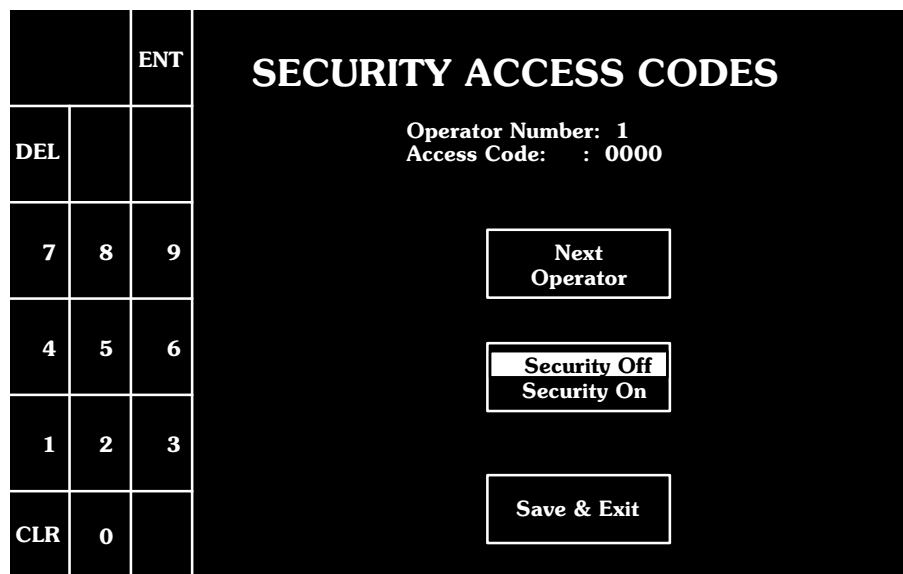 ENT
SECURITY ACCESS CODES
Operator Number: 1
Access Code: : 0000
DEL
7 8 9
Next
Operator
4 5 6
Security Off
Security On
1 2 3
Save & Exit
CLR 0